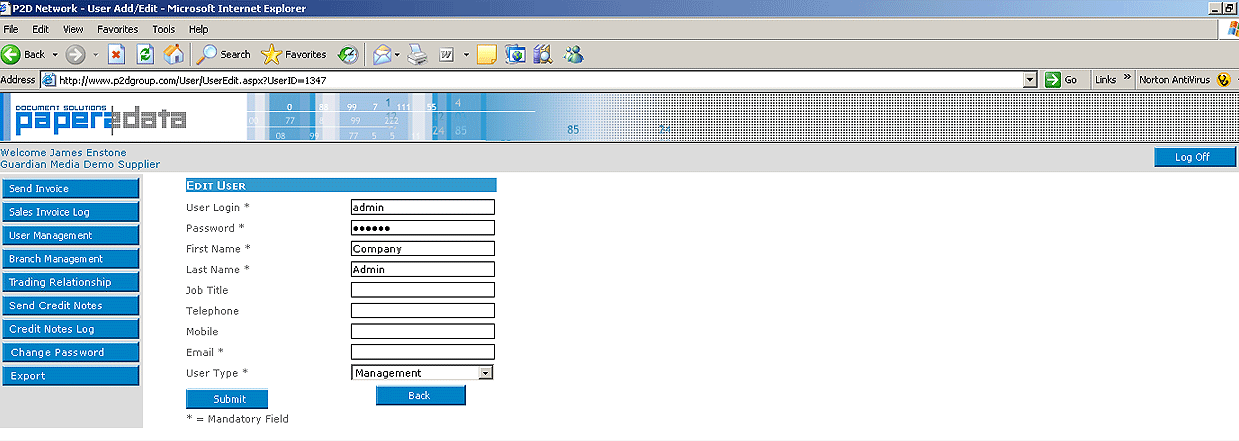 P2D Network - User Add/Edit - Microsoft Internet Explorer
File Edit View Favorites Tools Help
Back Search Favorites
Address http://www.p2dgroup.com/User/UserEdit.aspx?UserID=1347 Go Links » Norton AntiVirus
DOCUMENT SOLUTIONS
paper2data
Welcome James Enstone
Guardian Media Demo Supplier
Log Off
Send Invoice
Sales Invoice Log
User Management
Branch Management
Trading Relationship
Send Credit Notes
Credit Notes Log
Change Password
Export
EDIT USER
User Login * admin
Password * ●●●●●●
First Name * Company
Last Name * Admin
Job Title
Telephone
Mobile
Email *
User Type * Management
Submit Back
* = Mandatory Field